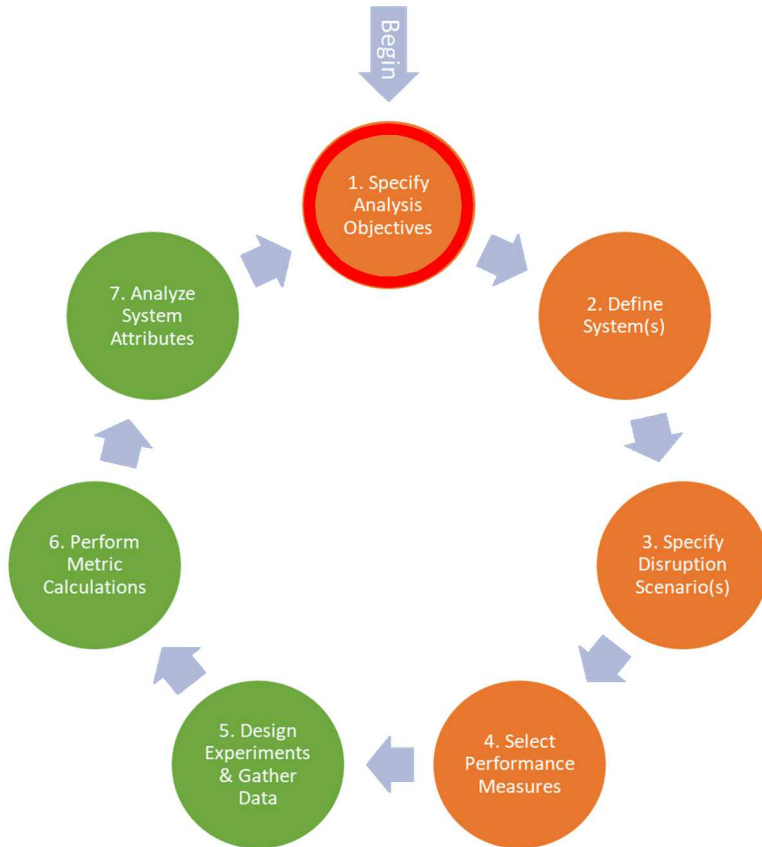 Begin
1. Specify
Analysis
Objectives
2. Define
System(s)
3. Specify
Disruption
Scenario(s)
4. Select
Performance
Measures
5. Design
Experiments
& Gather
Data
6. Perform
Metric
Calculations
7. Analyze
System
Attributes